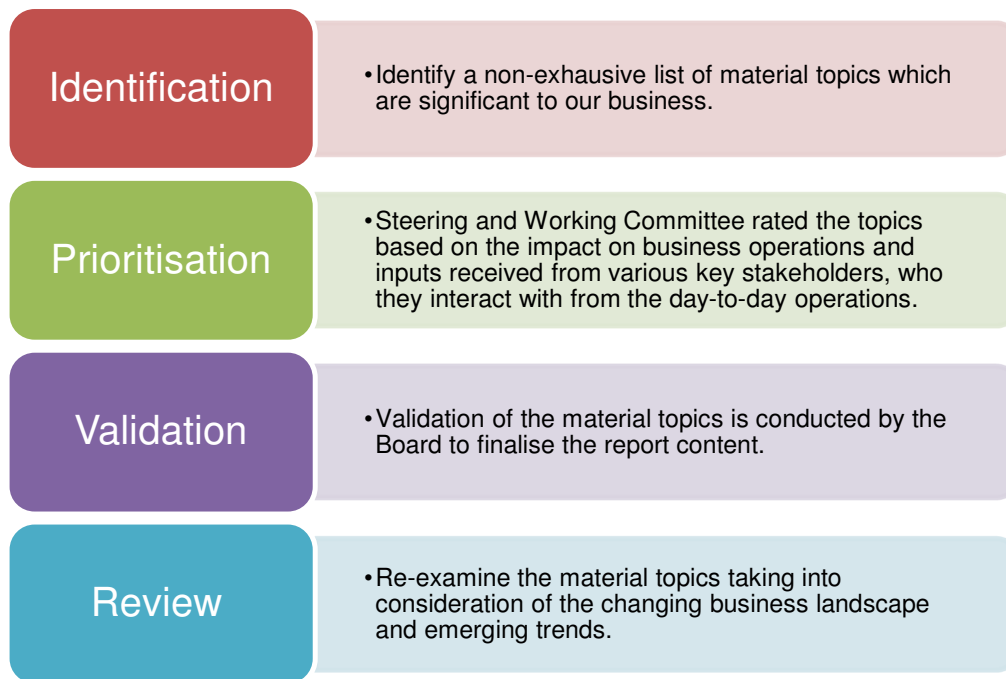 Identification
•Identify a non-exhausive list of material topics which
are significant to our business.
Prioritisation
•Steering and Working Committee rated the topics
based on the impact on business operations and
inputs received from various key stakeholders, who
they interact with from the day-to-day operations.
Validation
•Validation of the material topics is conducted by the
Board to finalise the report content.
Review
•Re-examine the material topics taking into
consideration of the changing business landscape
and emerging trends.